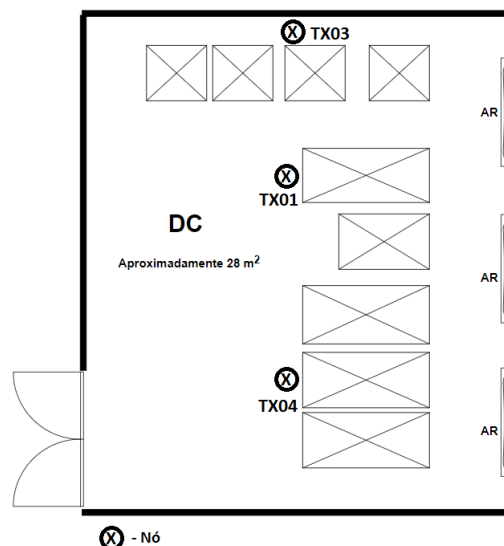 TX03
AR
TX01
DC
Aproximadamente 28 m²
AR
TX04
AR
X - Nó